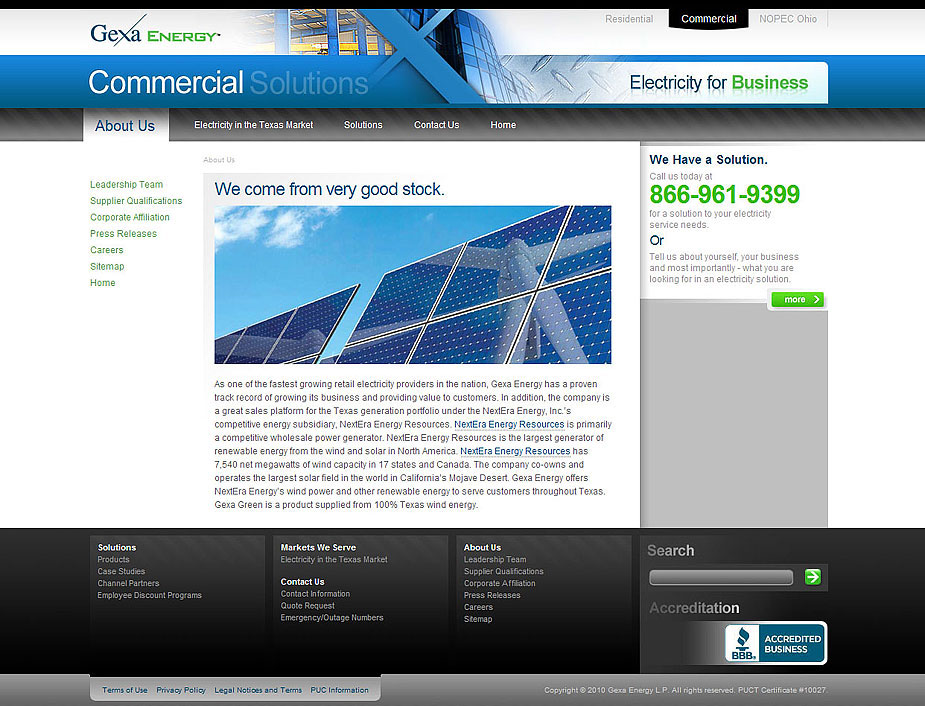 Gexa ENERGY
Residential
Commercial
NOPEC Ohio
Commercial Solutions
Electricity for Business
About Us
Electricity in the Texas Market
Solutions
Contact Us
Home
Leadership Team
Supplier Qualifications
Corporate Affiliation
Press Releases
Careers
Sitemap
Home
About Us
We come from very good stock.
As one of the fastest growing retail electricity providers in the nation, Gexa Energy has a proven
track record of growing its business and providing value to customers. In addition, the company is
a great sales platform for the Texas generation portfolio under the NextEra Energy, Inc.'s
competitive energy subsidiary, NextEra Energy Resources. NextEra Energy Resources is primarily
a competitive wholesale power generator. NextEra Energy Resources is the largest generator of
renewable energy from the wind and solar in North America. NextEra Energy Resources has
7,540 net megawatts of wind capacity in 17 states and Canada. The company co-owns and
operates the largest solar field in the world in California's Mojave Desert. Gexa Energy offers
NextEra Energy's wind power and other renewable energy to serve customers throughout Texas.
Gexa Green is a product supplied from 100% Texas wind energy.
We Have a Solution.
Call us today at
866-961-9399
for a solution to your electricity
service needs.
Or
Tell us about yourself, your business
and most importantly - what you are
looking for in an electricity solution.
more
Solutions
Products
Case Studies
Channel Partners
Employee Discount Programs
Markets We Serve
Electricity in the Texas Market
Contact Us
Contact Information
Quote Request
Emergency/Outage Numbers
About Us
Leadership Team
Supplier Qualifications
Corporate Affiliation
Press Releases
Careers
Sitemap
Search
Accreditation
BBB.
ACCREDITED
BUSINESS
Terms of Use
Privacy Policy
Legal Notices and Terms
PUC Information
Copyright © 2010 Gexa Energy L.P. All rights reserved. PUCT Certificate #10027.